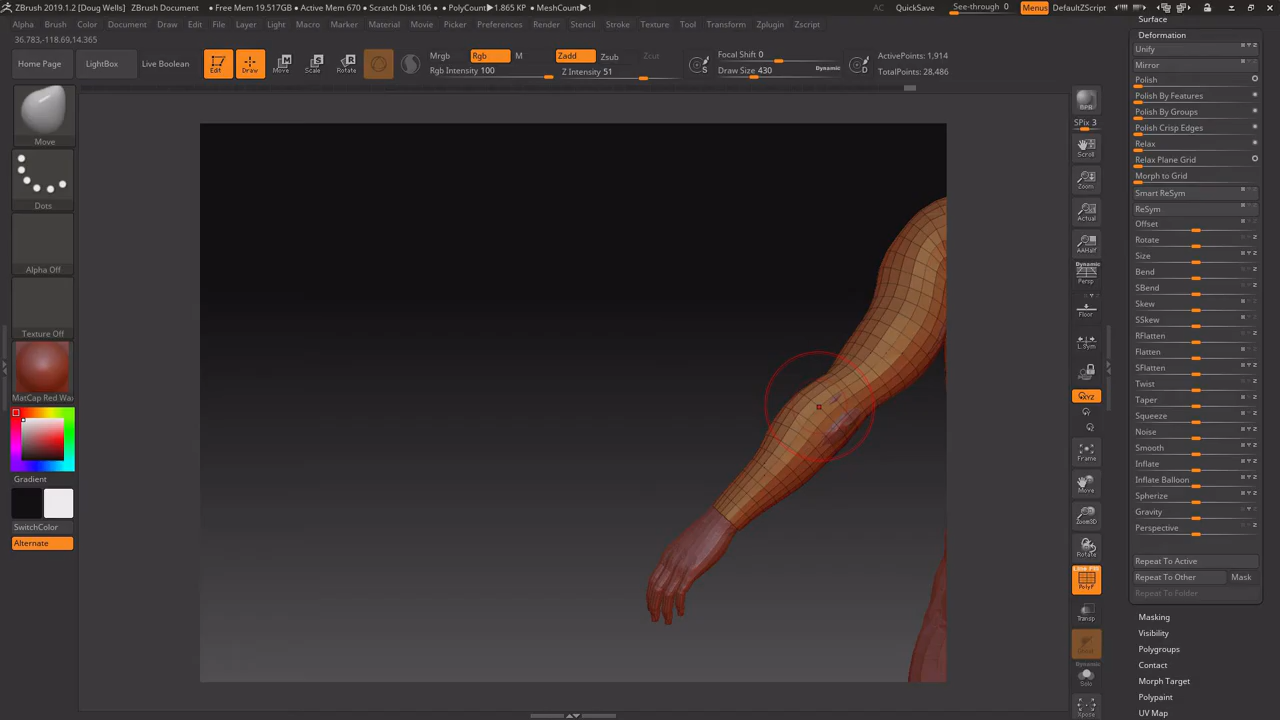 ZBrush 2019.1.2 [Doug Wells] ZBrush Document • Free Mem 19.517GB • Active Mem 670 • Scratch Disk 106 • PolyCount▸1.865 KP • MeshCount▸1
AC QuickSave See-through 0 Menus DefaultZScript
Alpha Brush Color Document Draw Edit File Layer Light Macro Marker Material Movie Picker Preferences Render Stencil Stroke Texture Tool Transform Zplugin Zscript
36.783,-118.69,14.365
Home Page LightBox Live Boolean
Edit Draw Move Scale Rotate
Mrgb Rgb M
Rgb Intensity 100
Zadd Zsub Zcut
Z Intensity 51
Focal Shift 0
Draw Size 430 Dynamic
S D
ActivePoints: 1,914
TotalPoints: 28,486
Move
Dots
Alpha Off
Texture Off
MatCap Red Wax
Gradient
SwitchColor
Alternate
BPR
SPix 3
Scroll
Zoom
Actual
AAHalf
Dynamic
Persp
Floor
L.Sym
XYZ
Frame
Move
Zoom3D
Rotate
Line Fill
PolyF
Transp
Dynamic
Solo
Xpose
Surface
Deformation
Unify
Mirror
Polish
Polish By Features
Polish By Groups
Polish Crisp Edges
Relax
Relax Plane Grid
Morph to Grid
Smart ReSym
ReSym
Offset
Rotate
Size
Bend
SBend
Skew
SSkew
RFlatten
Flatten
SFlatten
Twist
Taper
Squeeze
Noise
Smooth
Inflate
Inflate Balloon
Spherize
Gravity
Perspective
Repeat To Active
Repeat To Other Mask
Repeat To Folder
Masking
Visibility
Polygroups
Contact
Morph Target
Polypaint
UV Map